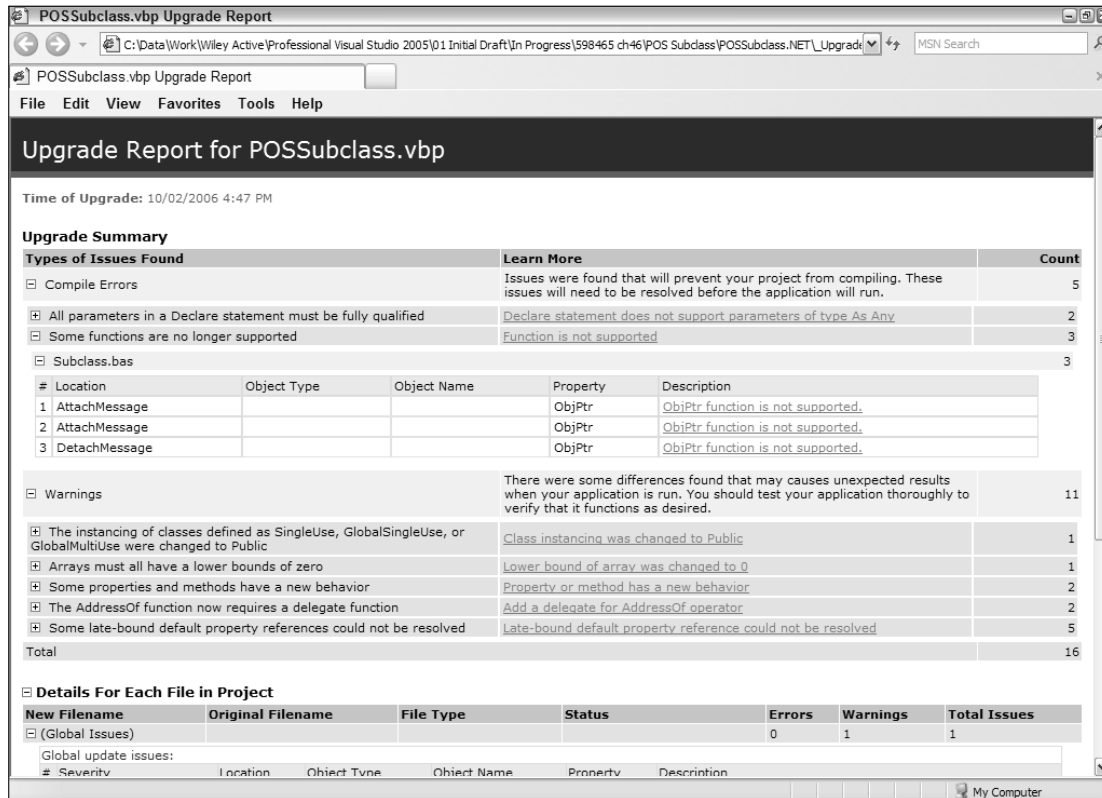 POSSubclass.vbp Upgrade Report
C:\Data\Work\Wiley Active\Professional Visual Studio 2005\01 Initial Draft\In Progress\598465 ch46\POS Subclass\POSSubclass.NET\_Upgrade
MSN Search
POSSubclass.vbp Upgrade Report
File Edit View Favorites Tools Help
Upgrade Report for POSSubclass.vbp
Time of Upgrade: 10/02/2006 4:47 PM
Upgrade Summary
Types of Issues Found Learn More Count
Compile Errors Issues were found that will prevent your project from compiling. These 5
issues will need to be resolved before the application will run.
All parameters in a Declare statement must be fully qualified Declare statement does not support parameters of type As Any 2
Some functions are no longer supported Function is not supported 3
Subclass.bas 3
# Location Object Type Object Name Property Description
1 AttachMessage ObjPtr ObjPtr function is not supported.
2 AttachMessage ObjPtr ObjPtr function is not supported.
3 DetachMessage ObjPtr ObjPtr function is not supported.
Warnings There were some differences found that may causes unexpected results 11
when your application is run. You should test your application thoroughly to
verify that it functions as desired.
The instancing of classes defined as SingleUse, GlobalSingleUse, or Class instancing was changed to Public 1
GlobalMultiUse were changed to Public
Arrays must all have a lower bounds of zero Lower bound of array was changed to 0 1
Some properties and methods have a new behavior Property or method has a new behavior 2
The AddressOf function now requires a delegate function Add a delegate for AddressOf operator 2
Some late-bound default property references could not be resolved Late-bound default property reference could not be resolved 5
Total 16
Details For Each File in Project
New Filename Original Filename File Type Status Errors Warnings Total Issues
(Global Issues) 0 1 1
Global update issues:
# Severity Location Object Type Object Name Property Description
My Computer